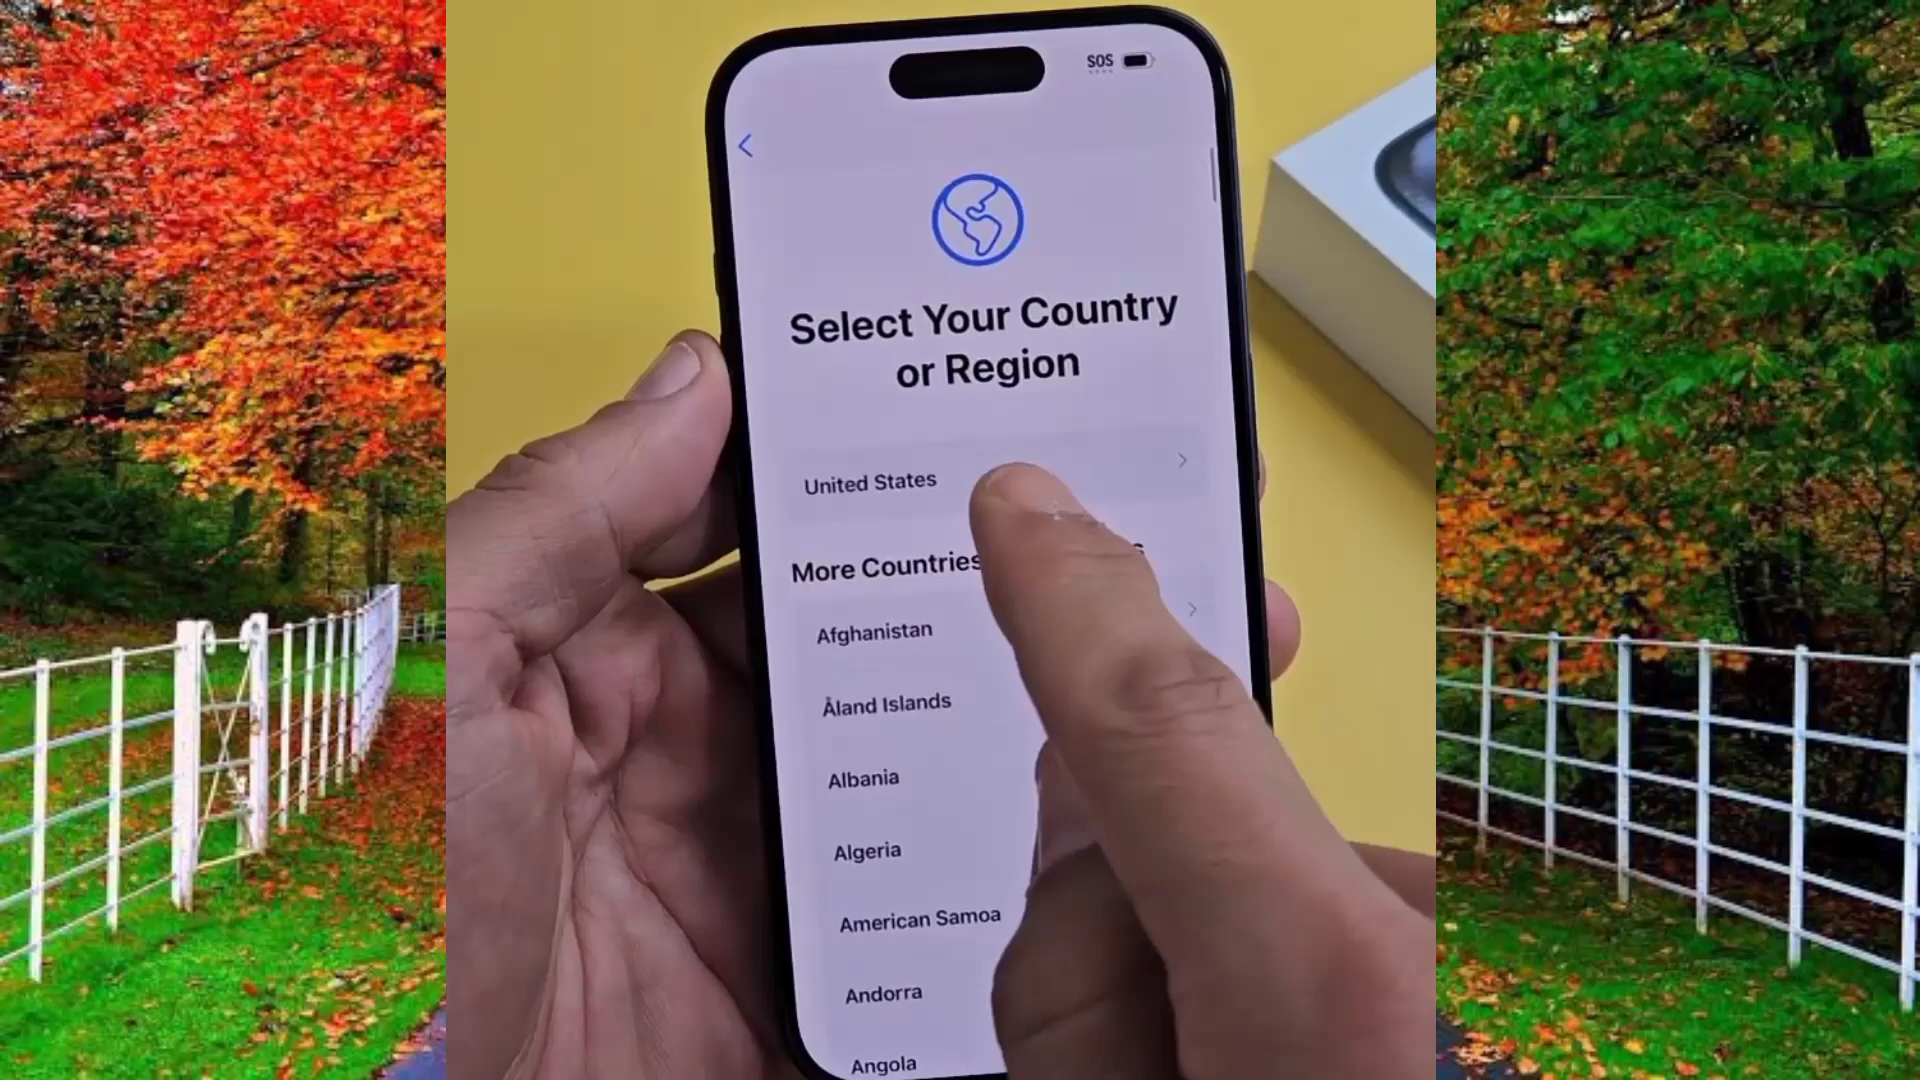 SOS
Select Your Country
or Region
United States
More Countries
Afghanistan
Åland Islands
Albania
Algeria
American Samoa
Andorra
Angola